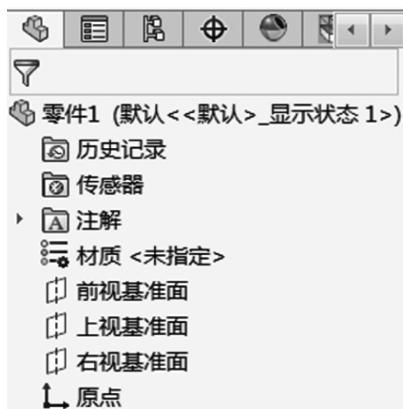 零件1 (默认<<默认>_显示状态 1>)
历史记录
传感器
A 注解
材质 <未指定>
前视基准面
上视基准面
右视基准面
原点